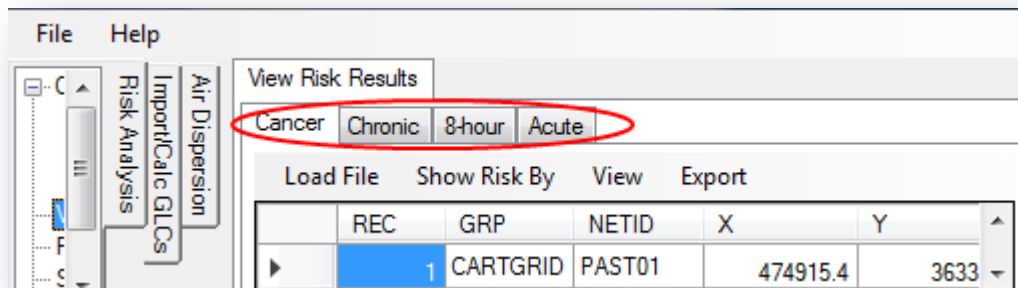 File Help
Air Dispersion
Import/Calc GLCs
Risk Analysis
View Risk Results
Cancer Chronic 8-hour Acute
Load File Show Risk By View Export
REC GRP NETID X Y
1 CARTGRID PAST01 474915.4 3633